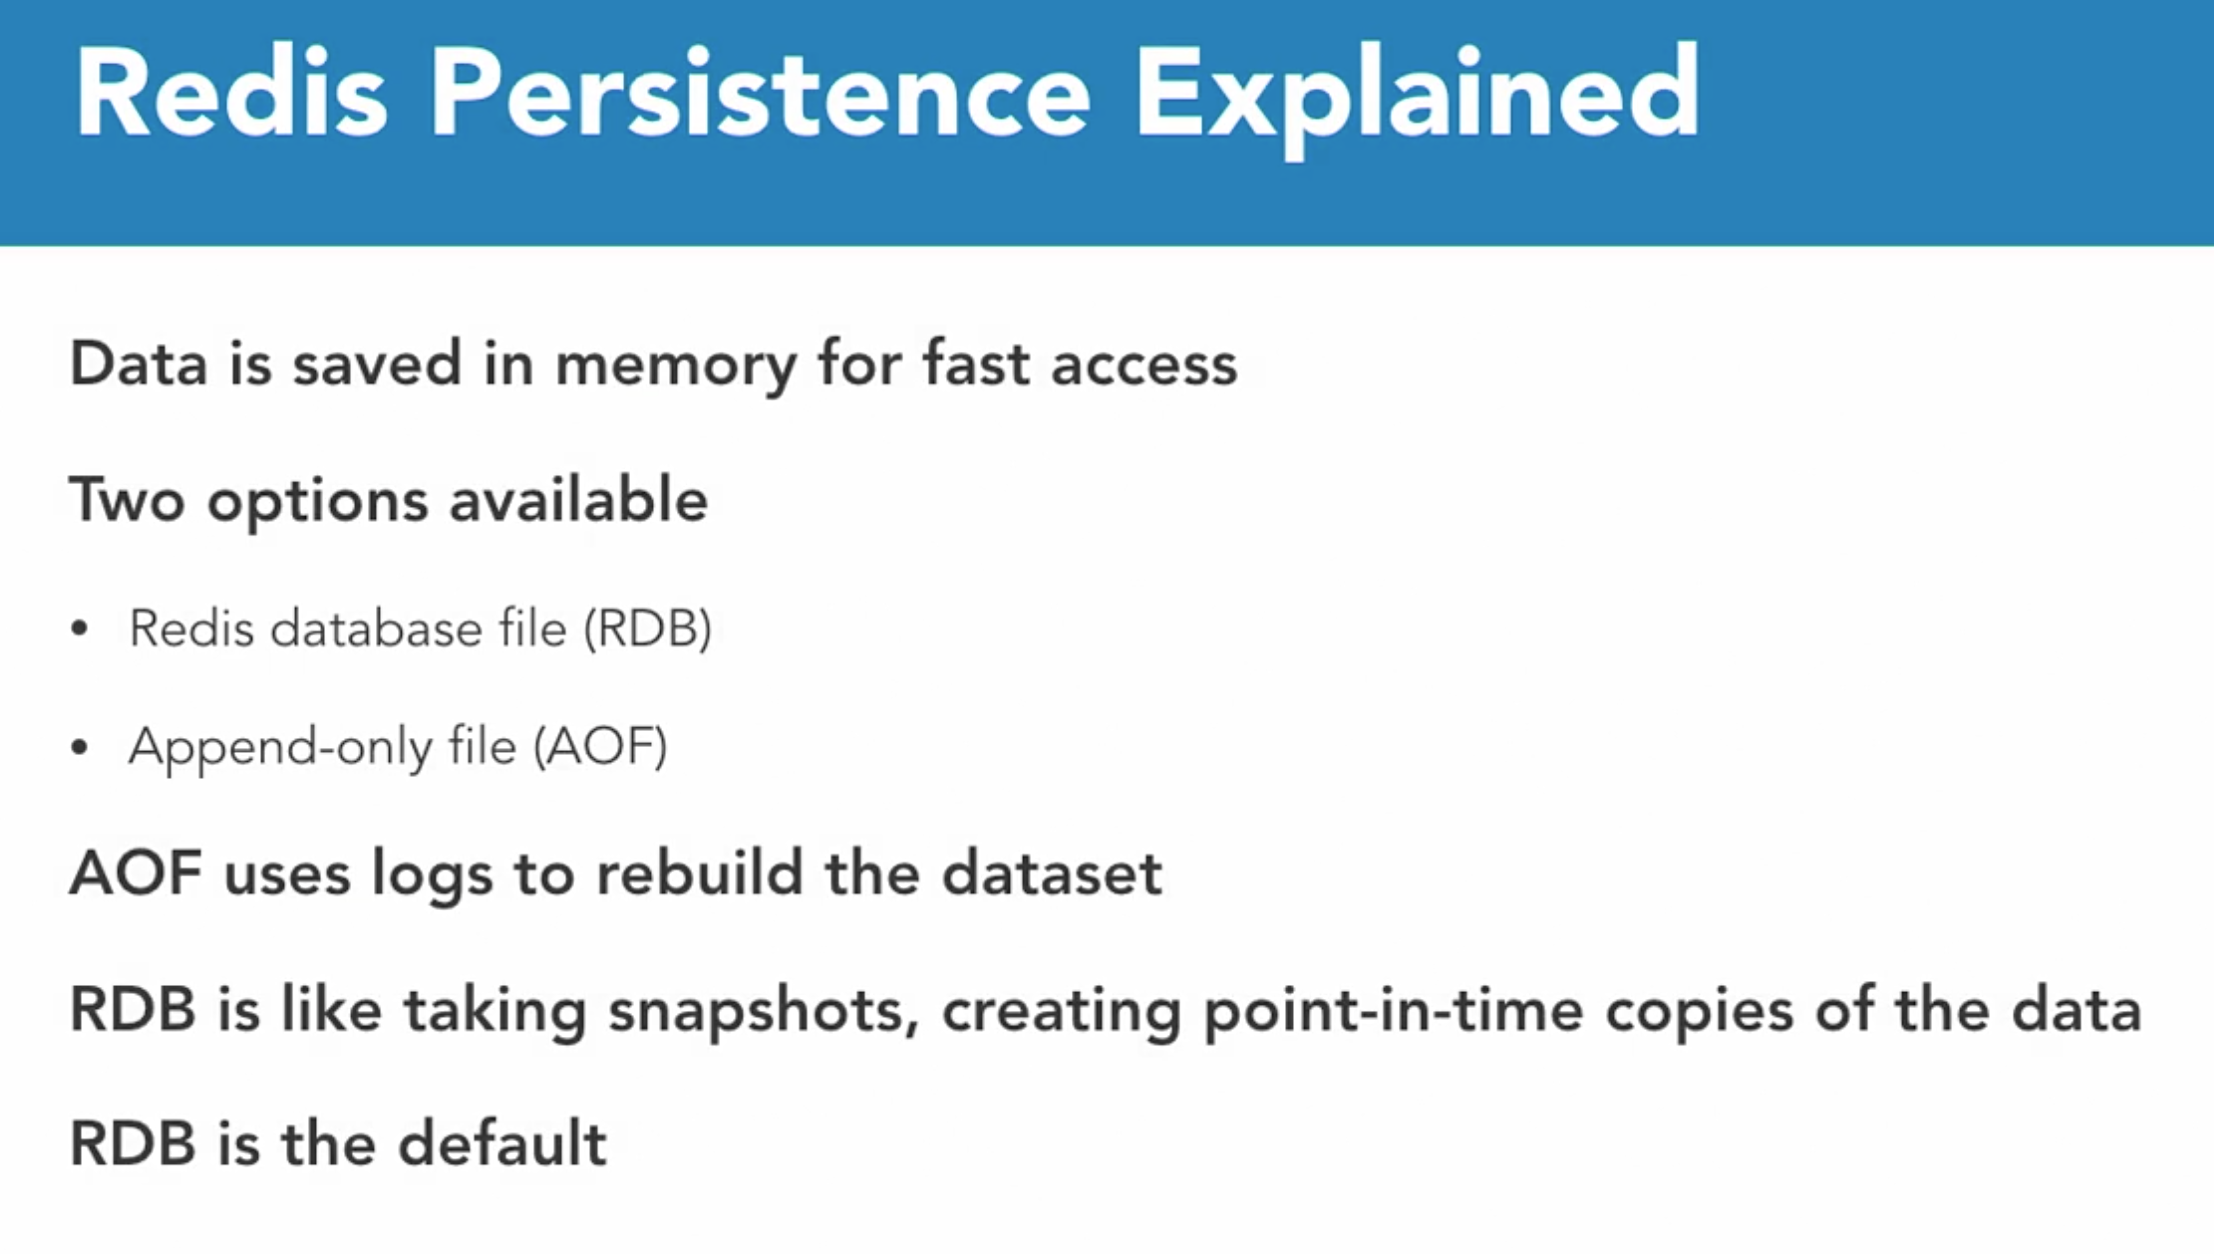 Redis Persistence Explained
Data is saved in memory for fast access
Two options available
• Redis database file (RDB)
• Append-only file (AOF)
AOF uses logs to rebuild the dataset
RDB is like taking snapshots, creating point-in-time copies of the data
RDB is the default